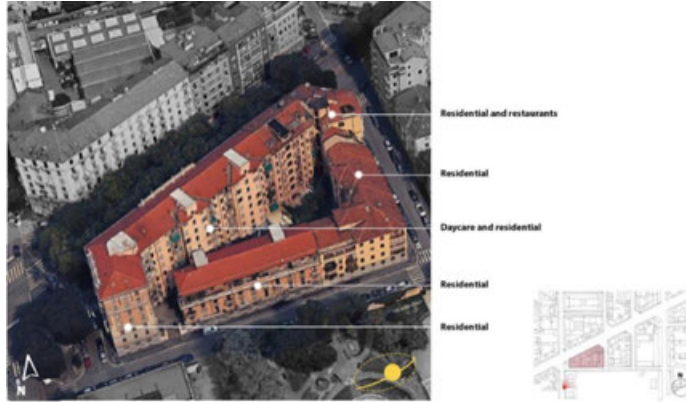 Residential and restaurants
Residential
Daycare and residential
Residential
Residential
N
N